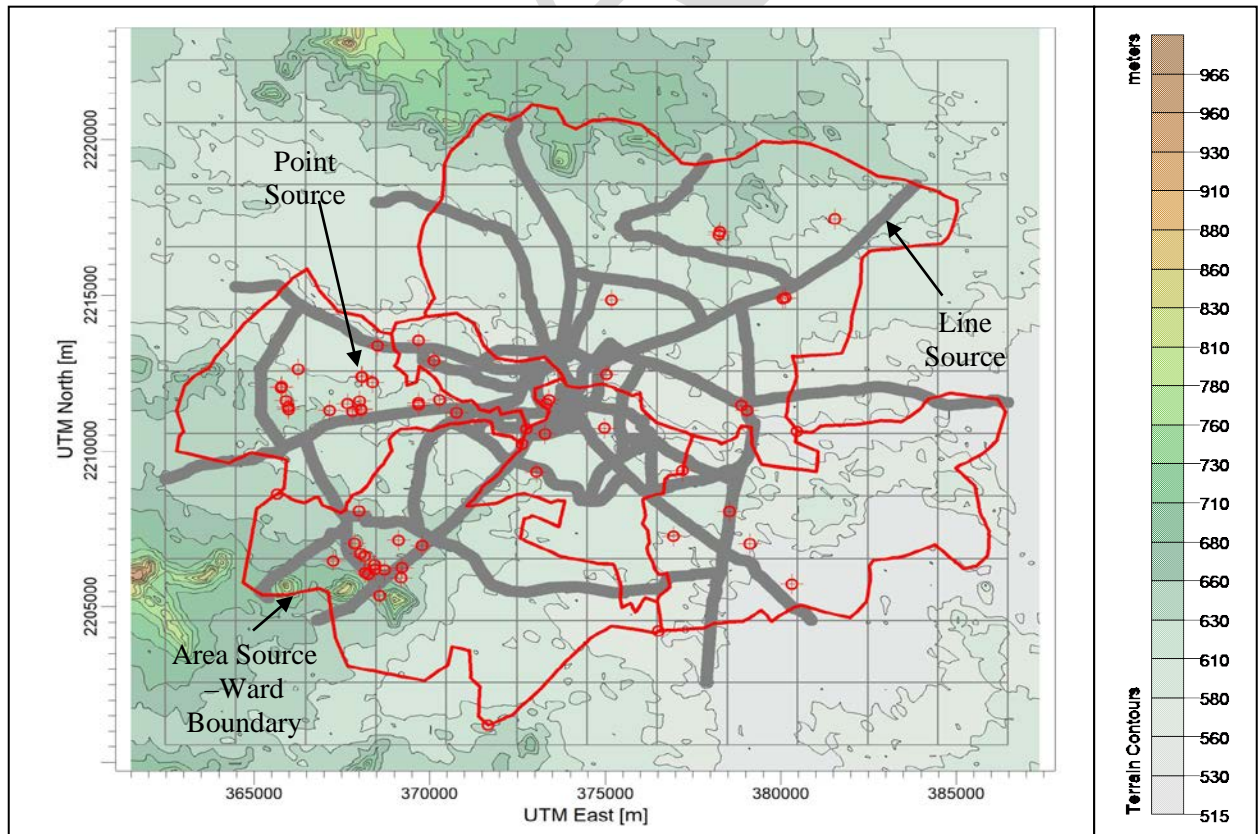 Point
Source
Line
Source
Area Source
–Ward
Boundary
UTM North [m]
2220000
2215000
2210000
2205000
365000
370000
375000
380000
385000
UTM East [m]
meters
966
960
930
910
880
860
830
810
780
760
730
710
680
660
630
610
580
560
530
515
Terrain Contours